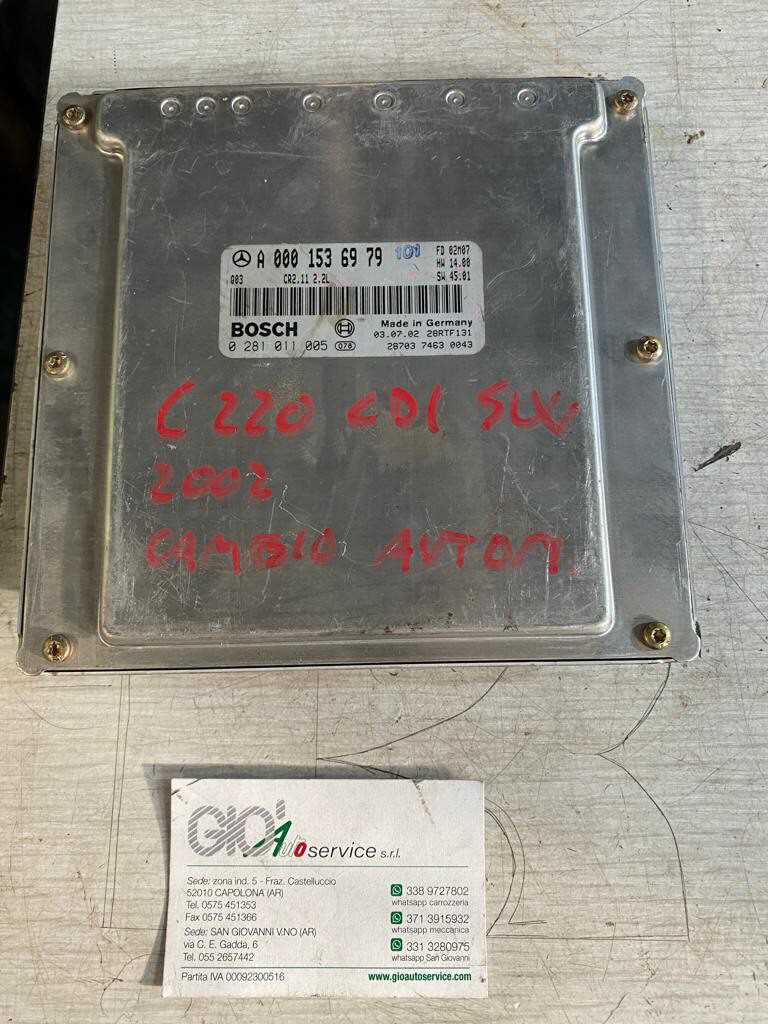 A 000 153 69 79 101
FD 02M07
HW 14.00
Q03 CR2.11 2.2L SW 45.01
BOSCH Made in Germany
03.07.02 28RTF131
0 281 011 005 078 28703 7463 0043
C 220 CDI SW
2002
CAMBIO AUTOM.
GIO' Autoservice s.r.l.
Sede: zona ind. 5 - Fraz. Castelluccio
52010 CAPOLONA (AR)
Tel. 0575 451353
Fax 0575 451366
Sede: SAN GIOVANNI V.NO (AR)
via C. E. Gadda, 6
Tel. 055 2657442
Partita IVA 00092300516
338 9727802
whatsapp carrozzeria
371 3915932
whatsapp meccanica
331 3280975
whatsapp San Giovanni
www.gioautoservice.com